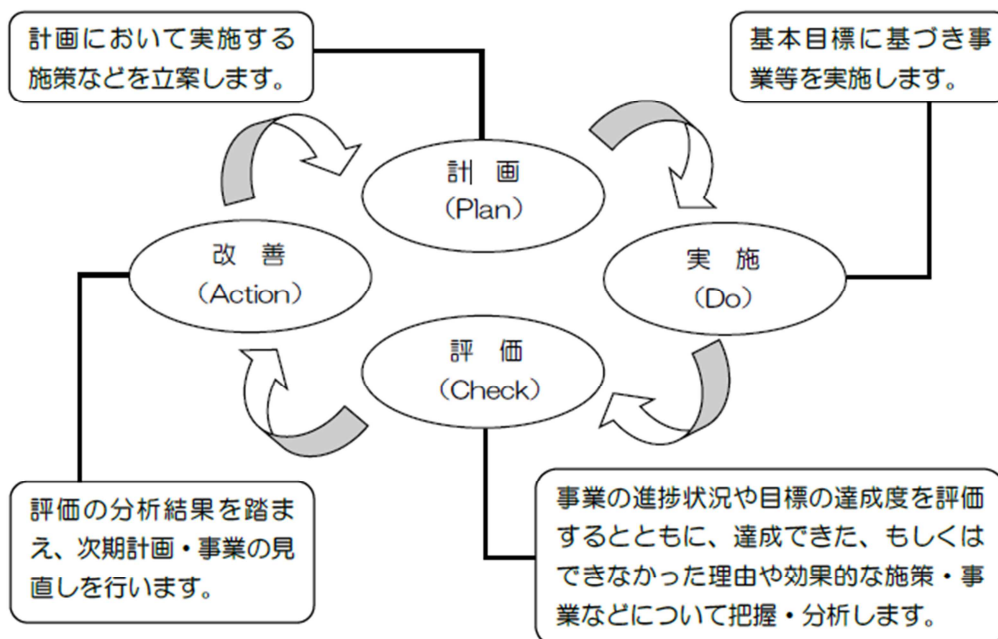 計画において実施する
施策などを立案します。
基本目標に基づき事
業等を実施します。
計　画
（Plan）
改　善
（Action）
実　施
（Do）
評　価
（Check）
評価の分析結果を踏ま
え、次期計画・事業の見
直しを行います。
事業の進捗状況や目標の達成度を評価
するとともに、達成できた、もしくは
できなかった理由や効果的な施策・事
業などについて把握・分析します。